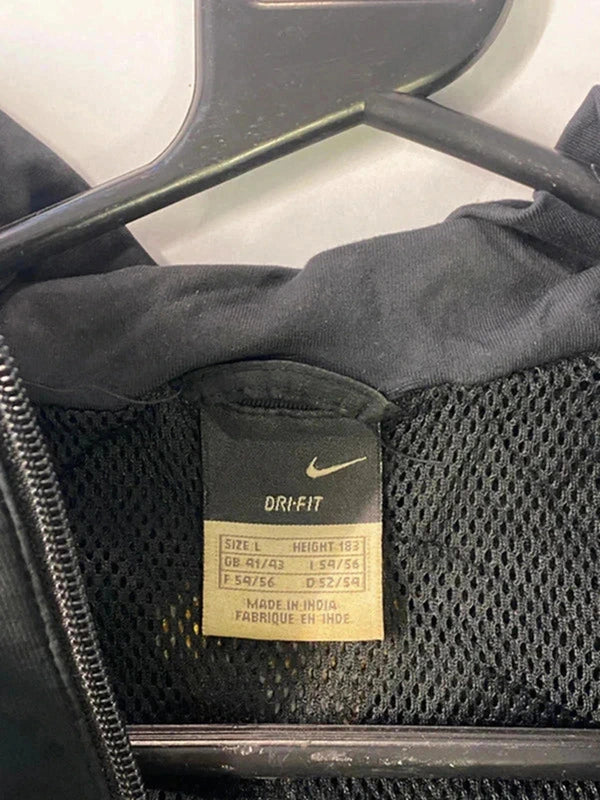 DRI-FIT
SIZE L HEIGHT 183
GB 41/43 I 54/56
F 54/56 D 52/54
MADE IN INDIA
FABRIQUE EN INDE